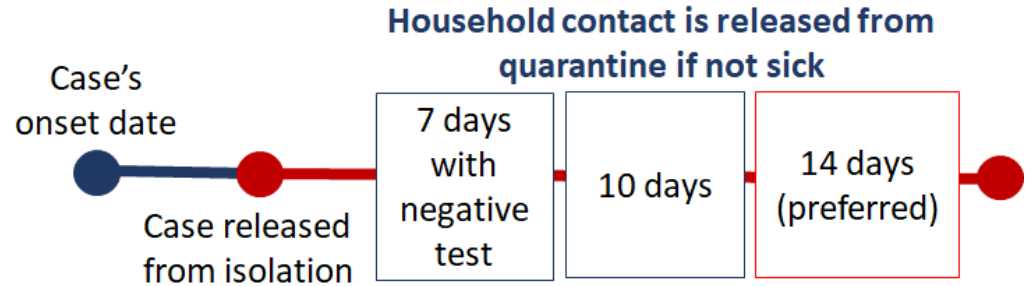 Household contact is released from
quarantine if not sick
Case's
onset date
Case released
from isolation
7 days
with
negative
test
10 days
14 days
(preferred)